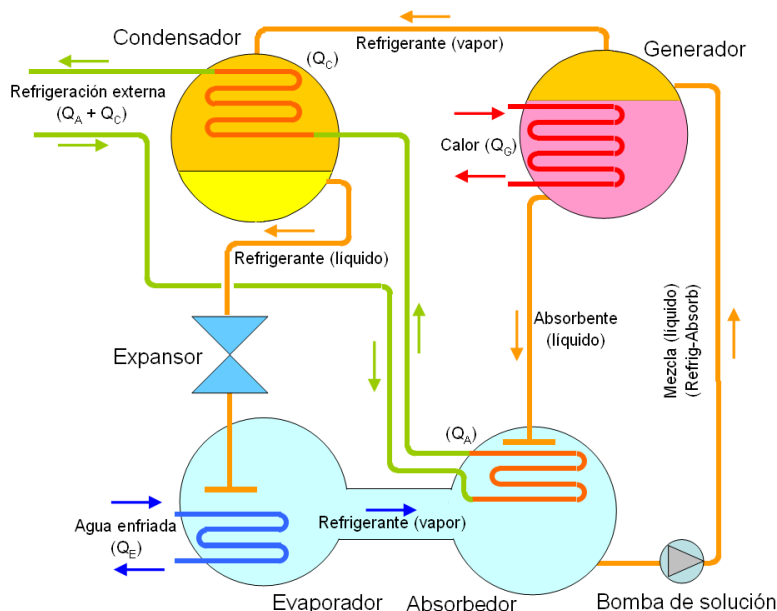 Condensador
Refrigerante (vapor)
Generador
(QC)
Refrigeración externa
(QA + QC)
Calor (QG)
Refrigerante (líquido)
Absorbente
(líquido)
Mezcla (líquido)
(Refrig-Absorb)
Expansor
(QA)
Agua enfriada
(QE)
Refrigerante (vapor)
Evaporador
Absorbedor
Bomba de solución